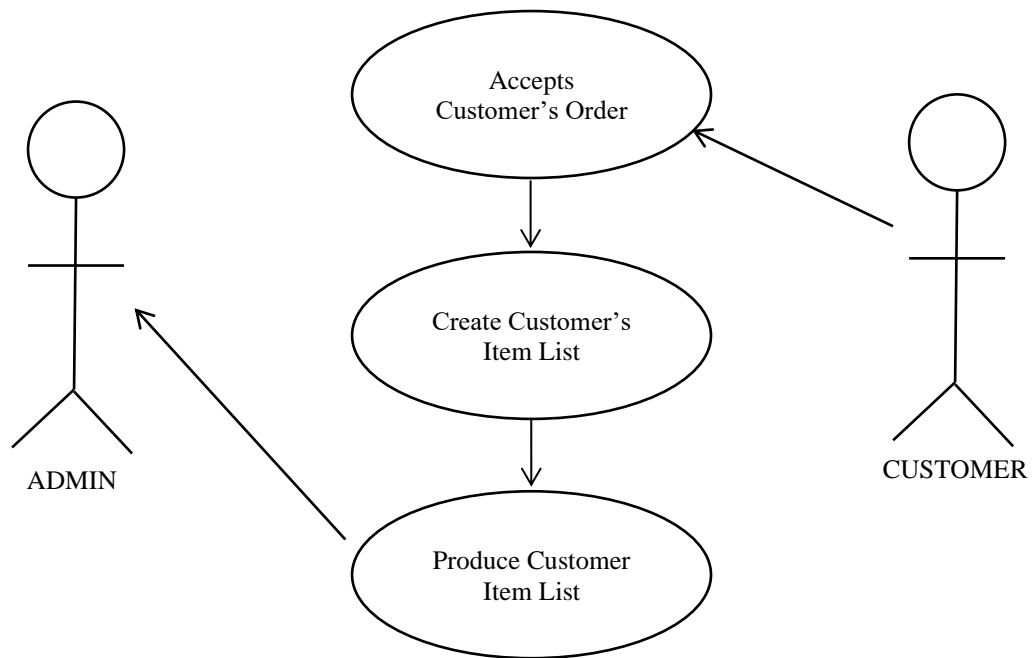 Accepts
Customer’s Order
Create Customer’s
Item List
ADMIN
CUSTOMER
Produce Customer
Item List